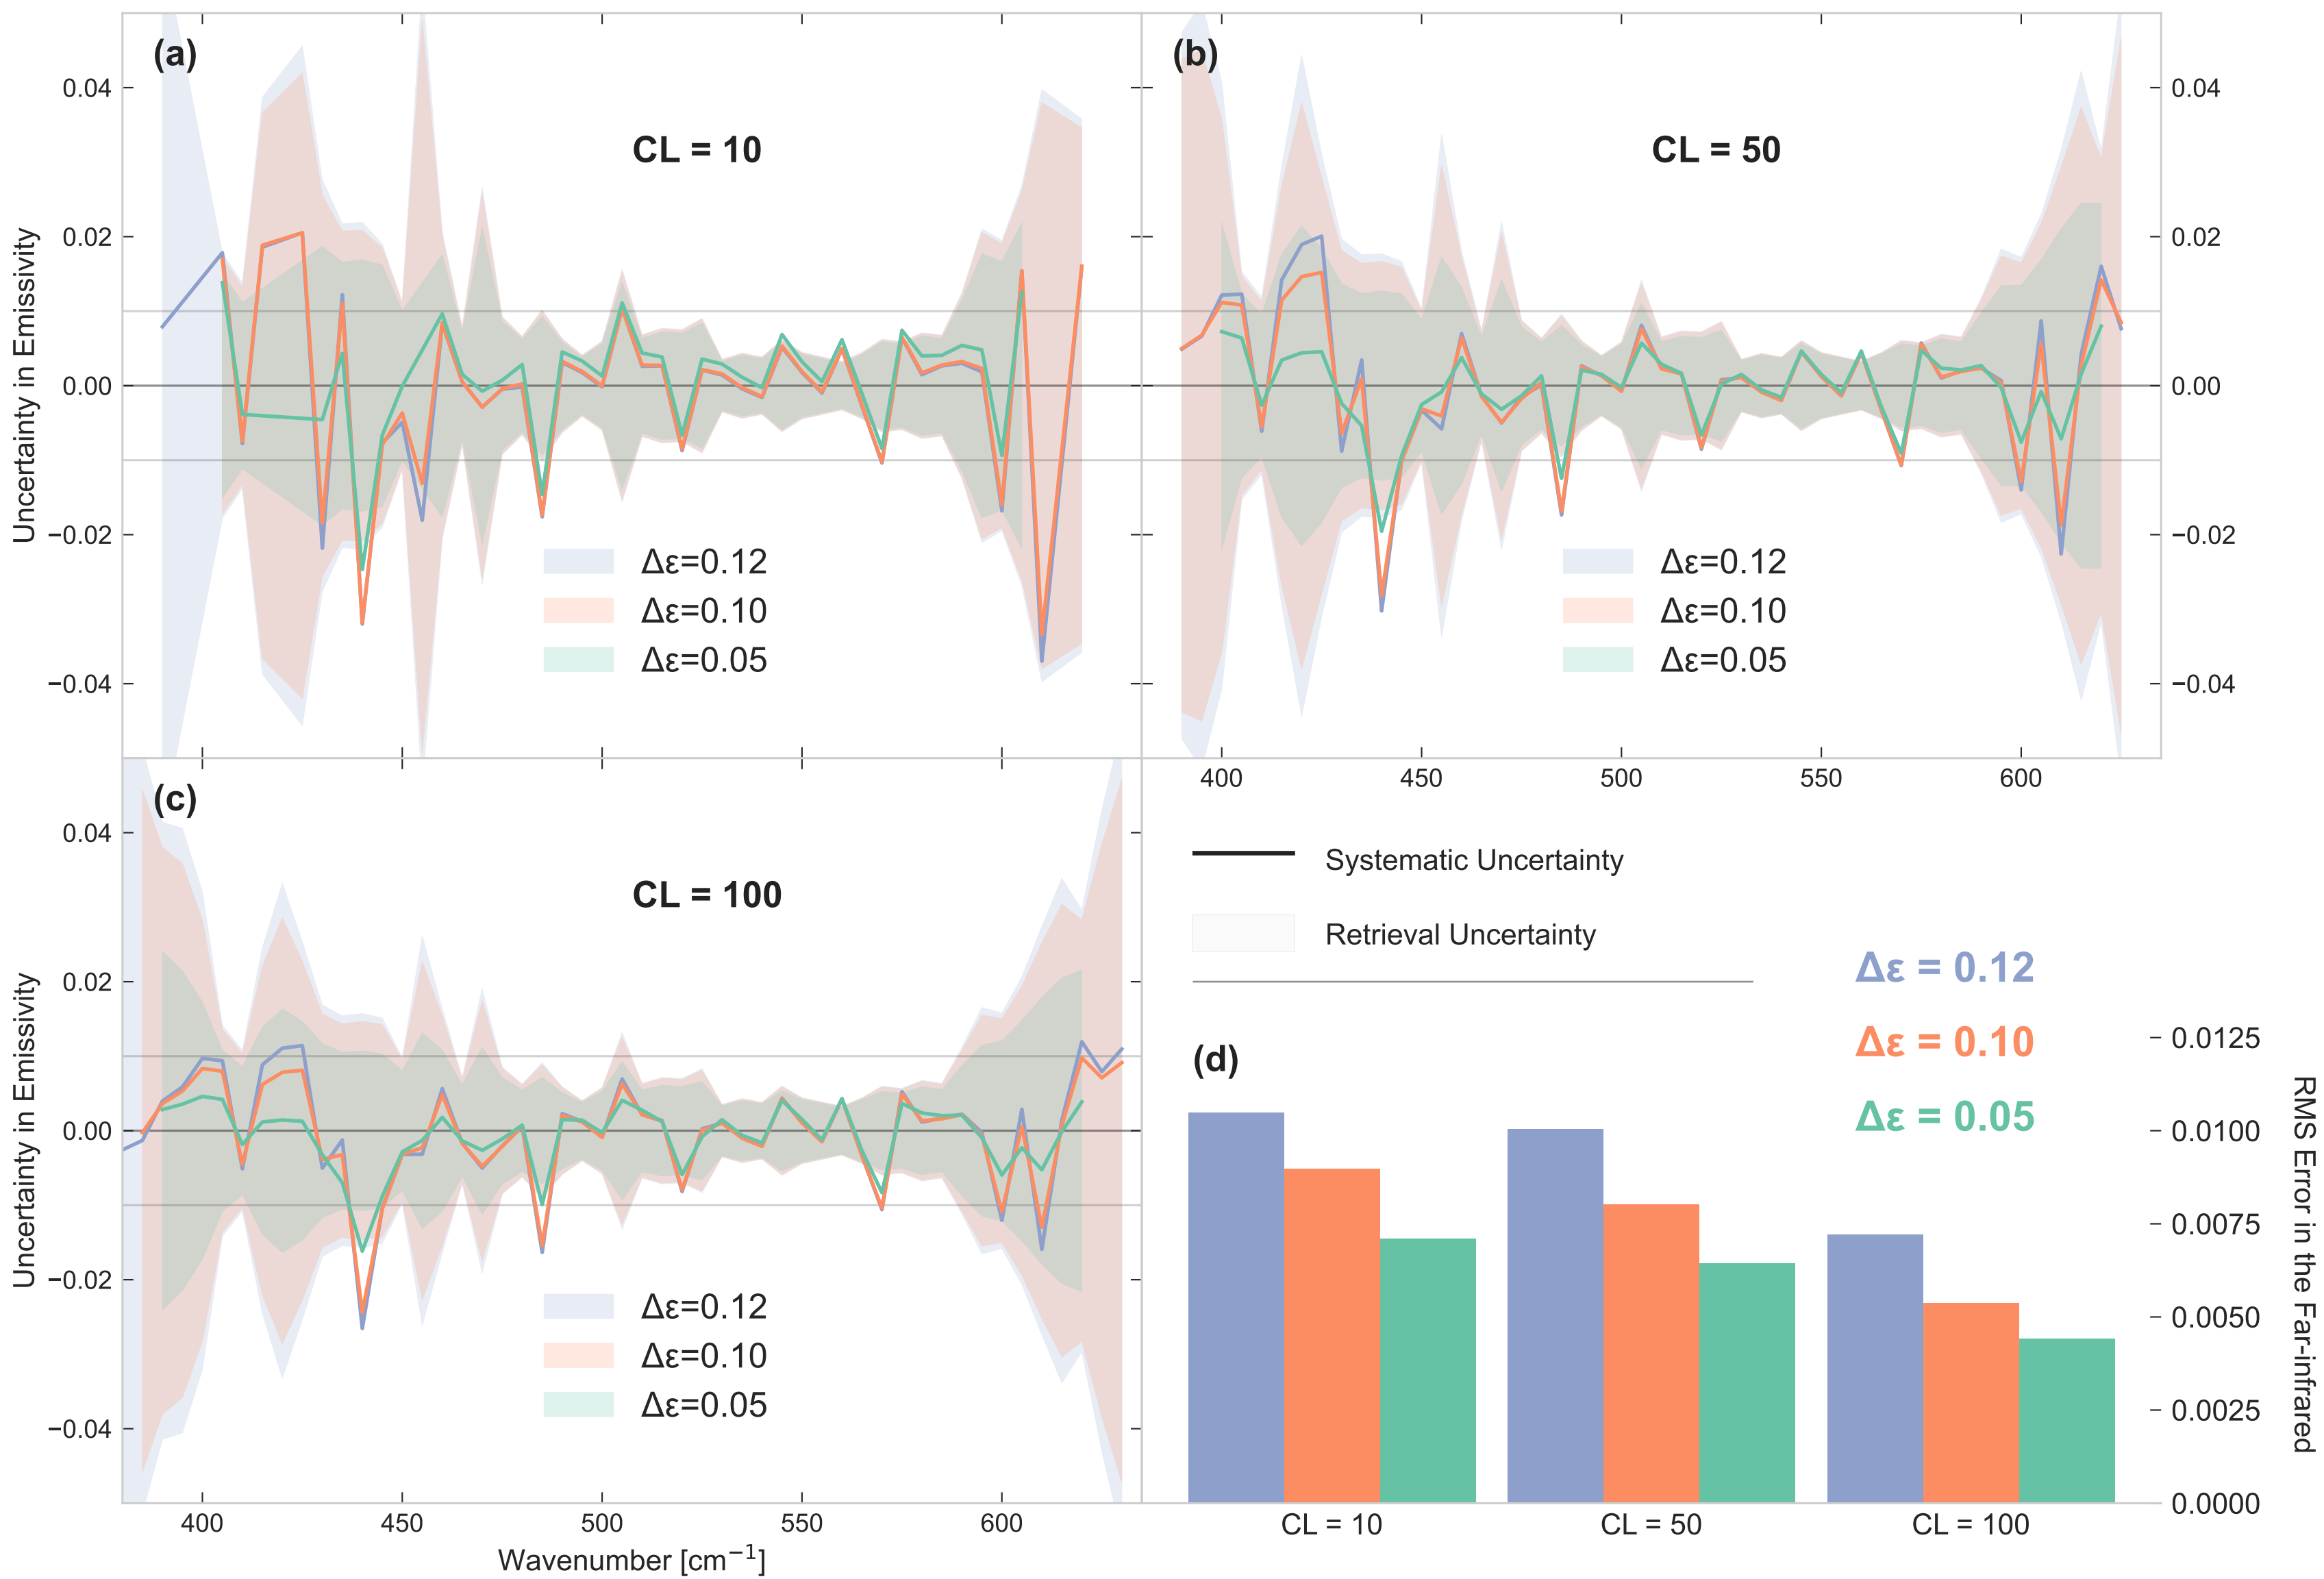 (a)
CL = 10
0.04
0.02
0.00
−0.02
−0.04
Uncertainty in Emissivity
Δε=0.12
Δε=0.10
Δε=0.05
(b)
CL = 50
0.04
0.02
0.00
−0.02
−0.04
Δε=0.12
Δε=0.10
Δε=0.05
400 450 500 550 600
(c)
CL = 100
0.04
0.02
0.00
−0.02
−0.04
Uncertainty in Emissivity
Δε=0.12
Δε=0.10
Δε=0.05
400 450 500 550 600
Wavenumber [cm⁻¹]
Systematic Uncertainty
Retrieval Uncertainty
Δε = 0.12
Δε = 0.10
Δε = 0.05
(d)
0.0125
0.0100
0.0075
0.0050
0.0025
0.0000
RMS Error in the Far-infrared
CL = 10 CL = 50 CL = 100